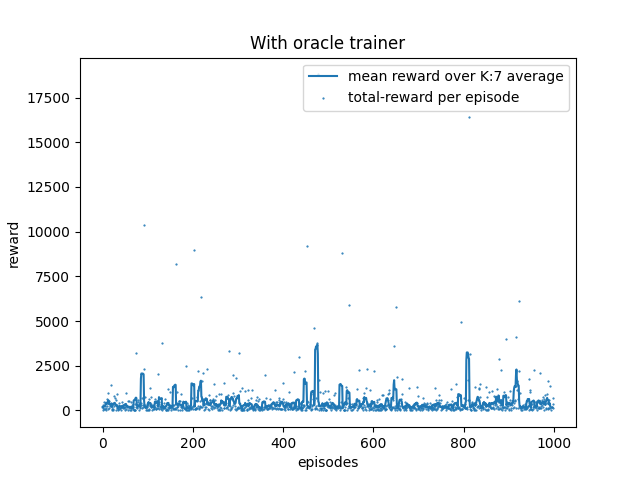 With oracle trainer
mean reward over K:7 average
total-reward per episode
17500
15000
12500
10000
7500
5000
2500
0
reward
0 200 400 600 800 1000
episodes